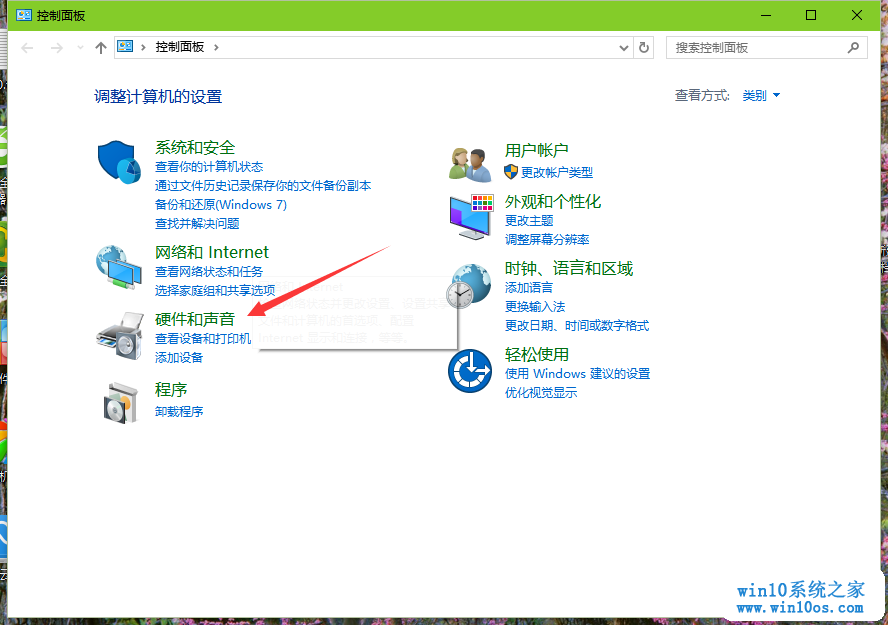 控制面板
控制面板
搜索控制面板
调整计算机的设置
查看方式: 类别
系统和安全
查看你的计算机状态
通过文件历史记录保存你的文件备份副本
备份和还原(Windows 7)
查找并解决问题
网络和 Internet
查看网络状态和任务
选择家庭组和共享选项
硬件和声音
查看设备和打印机
添加设备
程序
卸载程序
用户帐户
更改帐户类型
外观和个性化
更改主题
调整屏幕分辨率
时钟、语言和区域
添加语言
更换输入法
更改日期、时间或数字格式
轻松使用
使用 Windows 建议的设置
优化视觉显示
win10系统之家
www.win10os.com